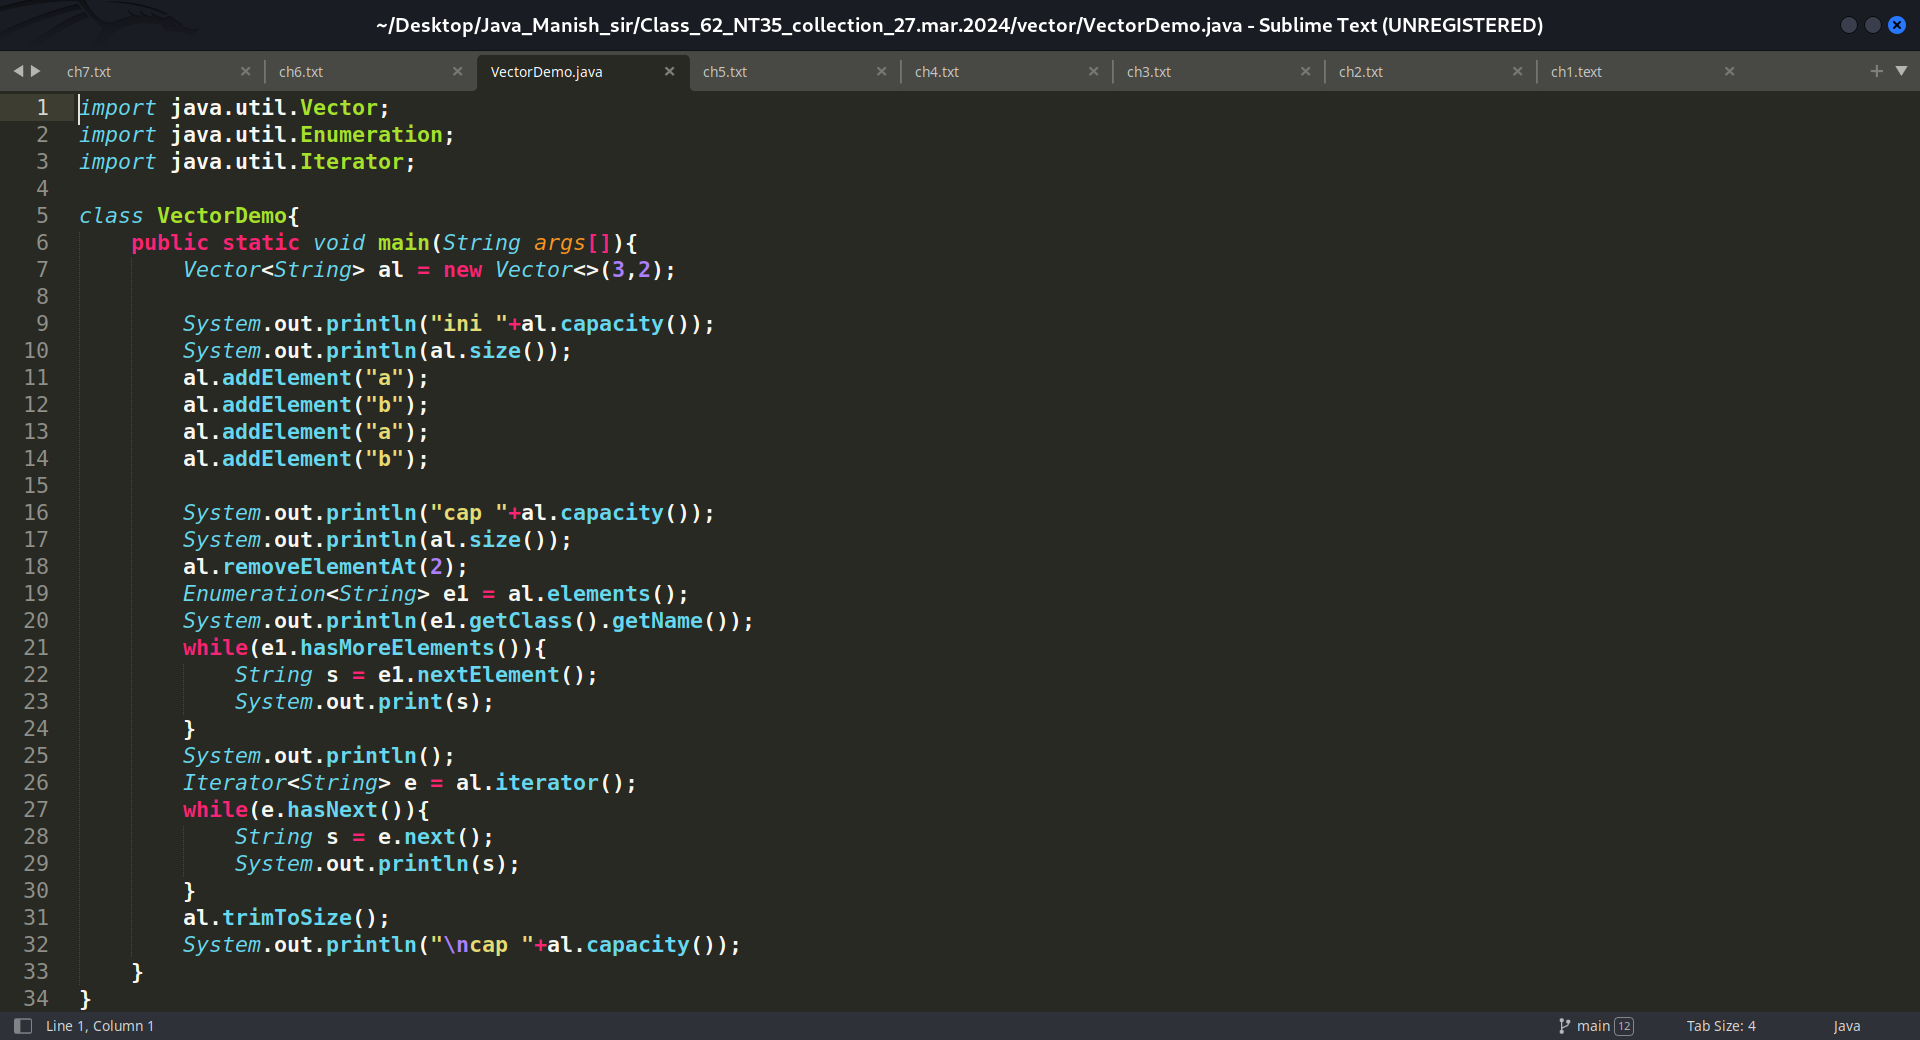 ~/Desktop/Java_Manish_sir/Class_62_NT35_collection_27.mar.2024/vector/VectorDemo.java - Sublime Text (UNREGISTERED)
ch7.txt ch6.txt VectorDemo.java ch5.txt ch4.txt ch3.txt ch2.txt ch1.text
1 import java.util.Vector;
2 import java.util.Enumeration;
3 import java.util.Iterator;
4
5 class VectorDemo{
6     public static void main(String args[]){
7         Vector<String> al = new Vector<>(3,2);
8
9         System.out.println("ini "+al.capacity());
10         System.out.println(al.size());
11         al.addElement("a");
12         al.addElement("b");
13         al.addElement("a");
14         al.addElement("b");
15
16         System.out.println("cap "+al.capacity());
17         System.out.println(al.size());
18         al.removeElementAt(2);
19         Enumeration<String> e1 = al.elements();
20         System.out.println(e1.getClass().getName());
21         while(e1.hasMoreElements()){
22             String s = e1.nextElement();
23             System.out.print(s);
24         }
25         System.out.println();
26         Iterator<String> e = al.iterator();
27         while(e.hasNext()){
28             String s = e.next();
29             System.out.println(s);
30         }
31         al.trimToSize();
32         System.out.println("\ncap "+al.capacity());
33     }
34 }
Line 1, Column 1 main 12 Tab Size: 4 Java